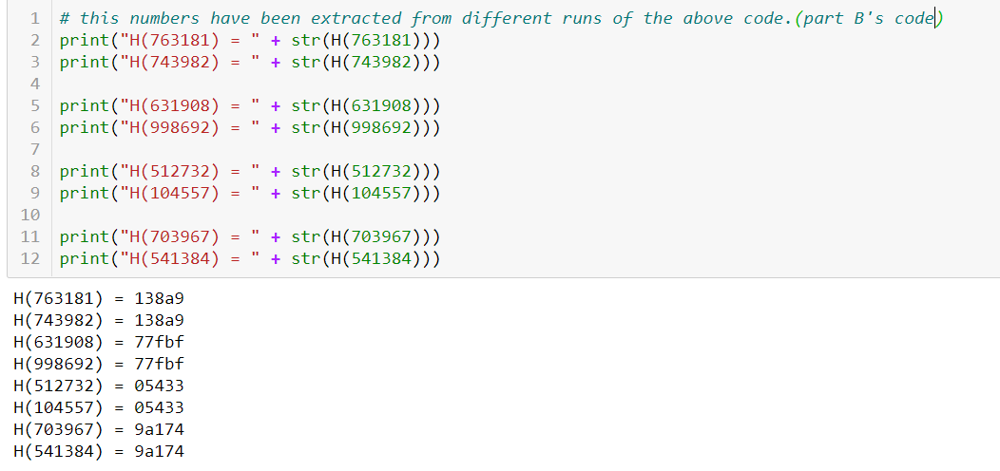 1 # this numbers have been extracted from different runs of the above code.(part B's code)
2 print("H(763181) = " + str(H(763181)))
3 print("H(743982) = " + str(H(743982)))
4
5 print("H(631908) = " + str(H(631908)))
6 print("H(998692) = " + str(H(998692)))
7
8 print("H(512732) = " + str(H(512732)))
9 print("H(104557) = " + str(H(104557)))
10
11 print("H(703967) = " + str(H(703967)))
12 print("H(541384) = " + str(H(541384)))
H(763181) = 138a9
H(743982) = 138a9
H(631908) = 77fbf
H(998692) = 77fbf
H(512732) = 05433
H(104557) = 05433
H(703967) = 9a174
H(541384) = 9a174